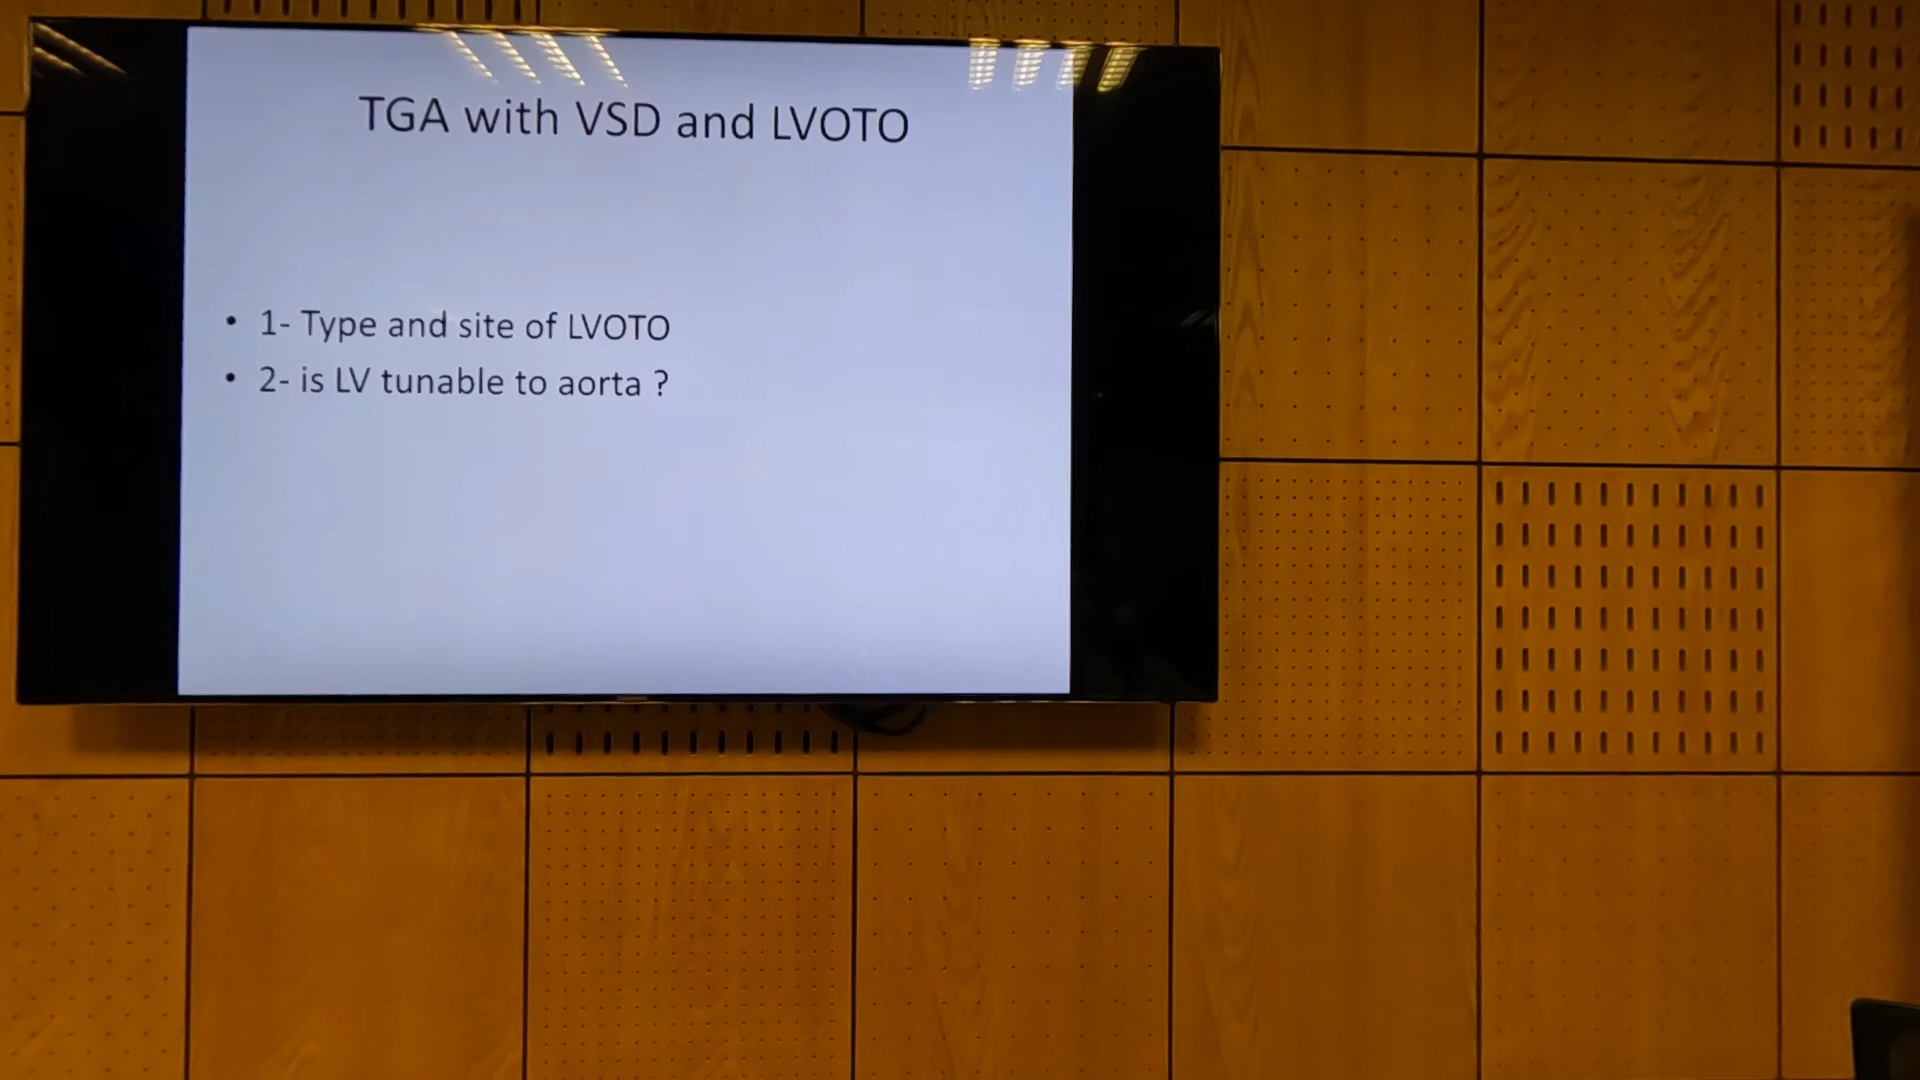 TGA with VSD and LVOTO
• 1- Type and site of LVOTO
• 2- is LV tunable to aorta ?